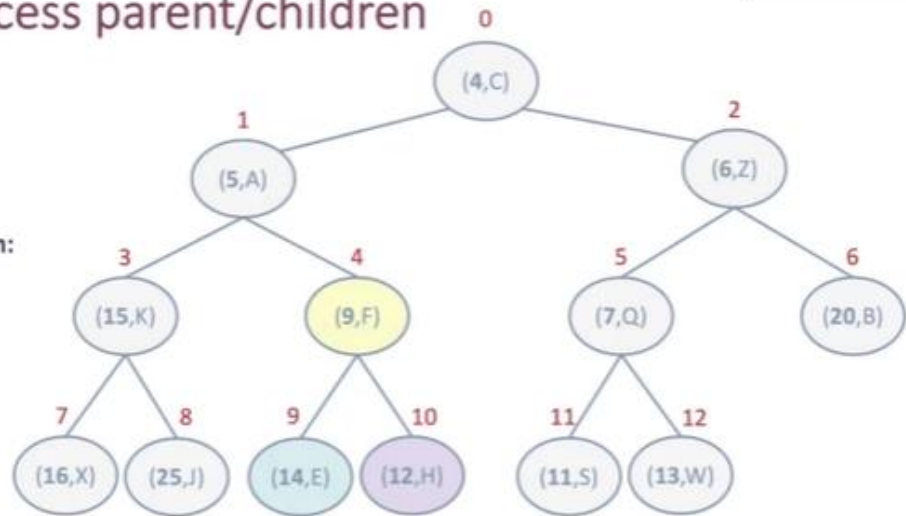 cess parent/children
0
(4,C)
1
2
(5,A)
(6,Z)
n:
3
4
5
6
(15,K)
(9,F)
(7,Q)
(20,B)
7
8
9
10
11
12
(16,X)
(25,J)
(14,E)
(12,H)
(11,S)
(13,W)